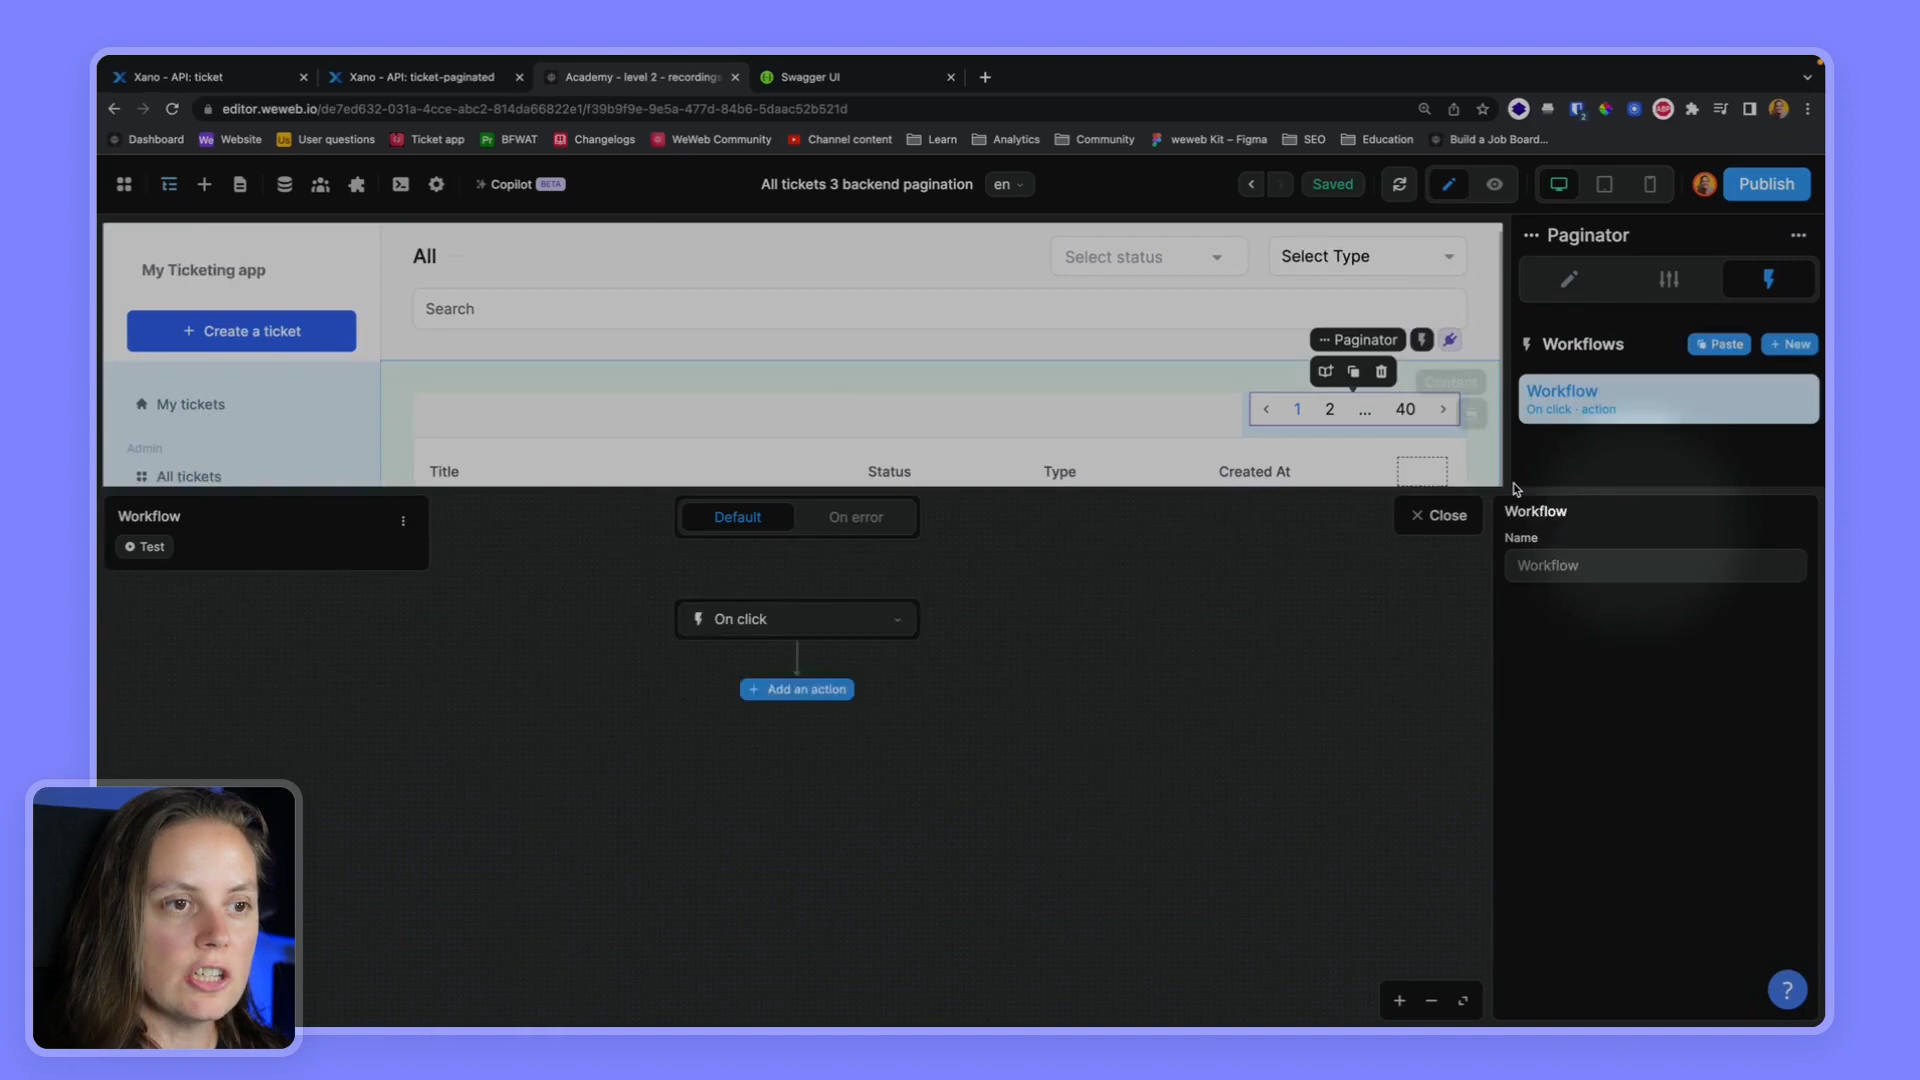 Xano - API: ticket
Xano - API: ticket-paginated
Academy - level 2 - recordings
Swagger UI
editor.weweb.io/de7ed632-031a-4cce-abc2-814da66822e1/f39b9f9e-9e5a-477d-84b6-5daac52b521d
Dashboard
We Website
Us User questions
Ticket app
Pr BFWAT
Changelogs
WeWeb Community
Channel content
Learn
Analytics
Community
weweb Kit – Figma
SEO
Education
Build a Job Board...
Copilot BETA
All tickets 3 backend pagination
en
Saved
Publish
My Ticketing app
+ Create a ticket
My tickets
Admin
All tickets
All
Select status
Select Type
Search
Paginator
Content
< 1 2 ... 40 >
Title
Status
Type
Created At
Paginator
Workflows
Paste
+ New
Workflow
On click · action
Workflow
Test
Default
On error
Close
On click
+ Add an action
Workflow
Name
Workflow
?